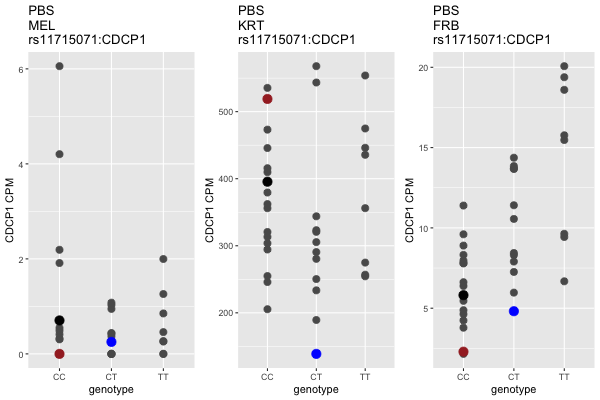 PBS
MEL
rs11715071:CDCP1
6
4
2
0
CDCP1 CPM
CC
CT
TT
genotype
PBS
KRT
rs11715071:CDCP1
500
400
300
200
CDCP1 CPM
CC
CT
TT
genotype
PBS
FRB
rs11715071:CDCP1
20
15
10
5
CDCP1 CPM
CC
CT
TT
genotype